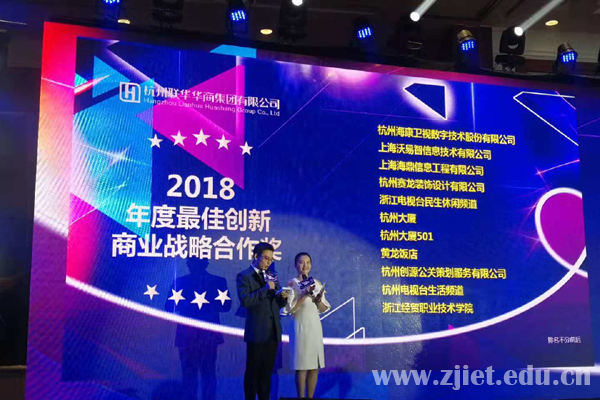 杭州联华华商集团有限公司
Hangzhou Lianhua Huashang Group Co., Ltd
2018
年度最佳创新
商业战略合作奖
杭州海康卫视数字技术股份有限公司
上海沃易智信息技术有限公司
上海海鼎信息工程有限公司
杭州赛龙装饰设计有限公司
浙江电视台民生休闲频道
杭州大厦
杭州大厦501
黄龙饭店
杭州创源公关策划服务有限公司
杭州电视台生活频道
浙江经贸职业技术学院
排名不分前后
www.zjiet.edu.cn